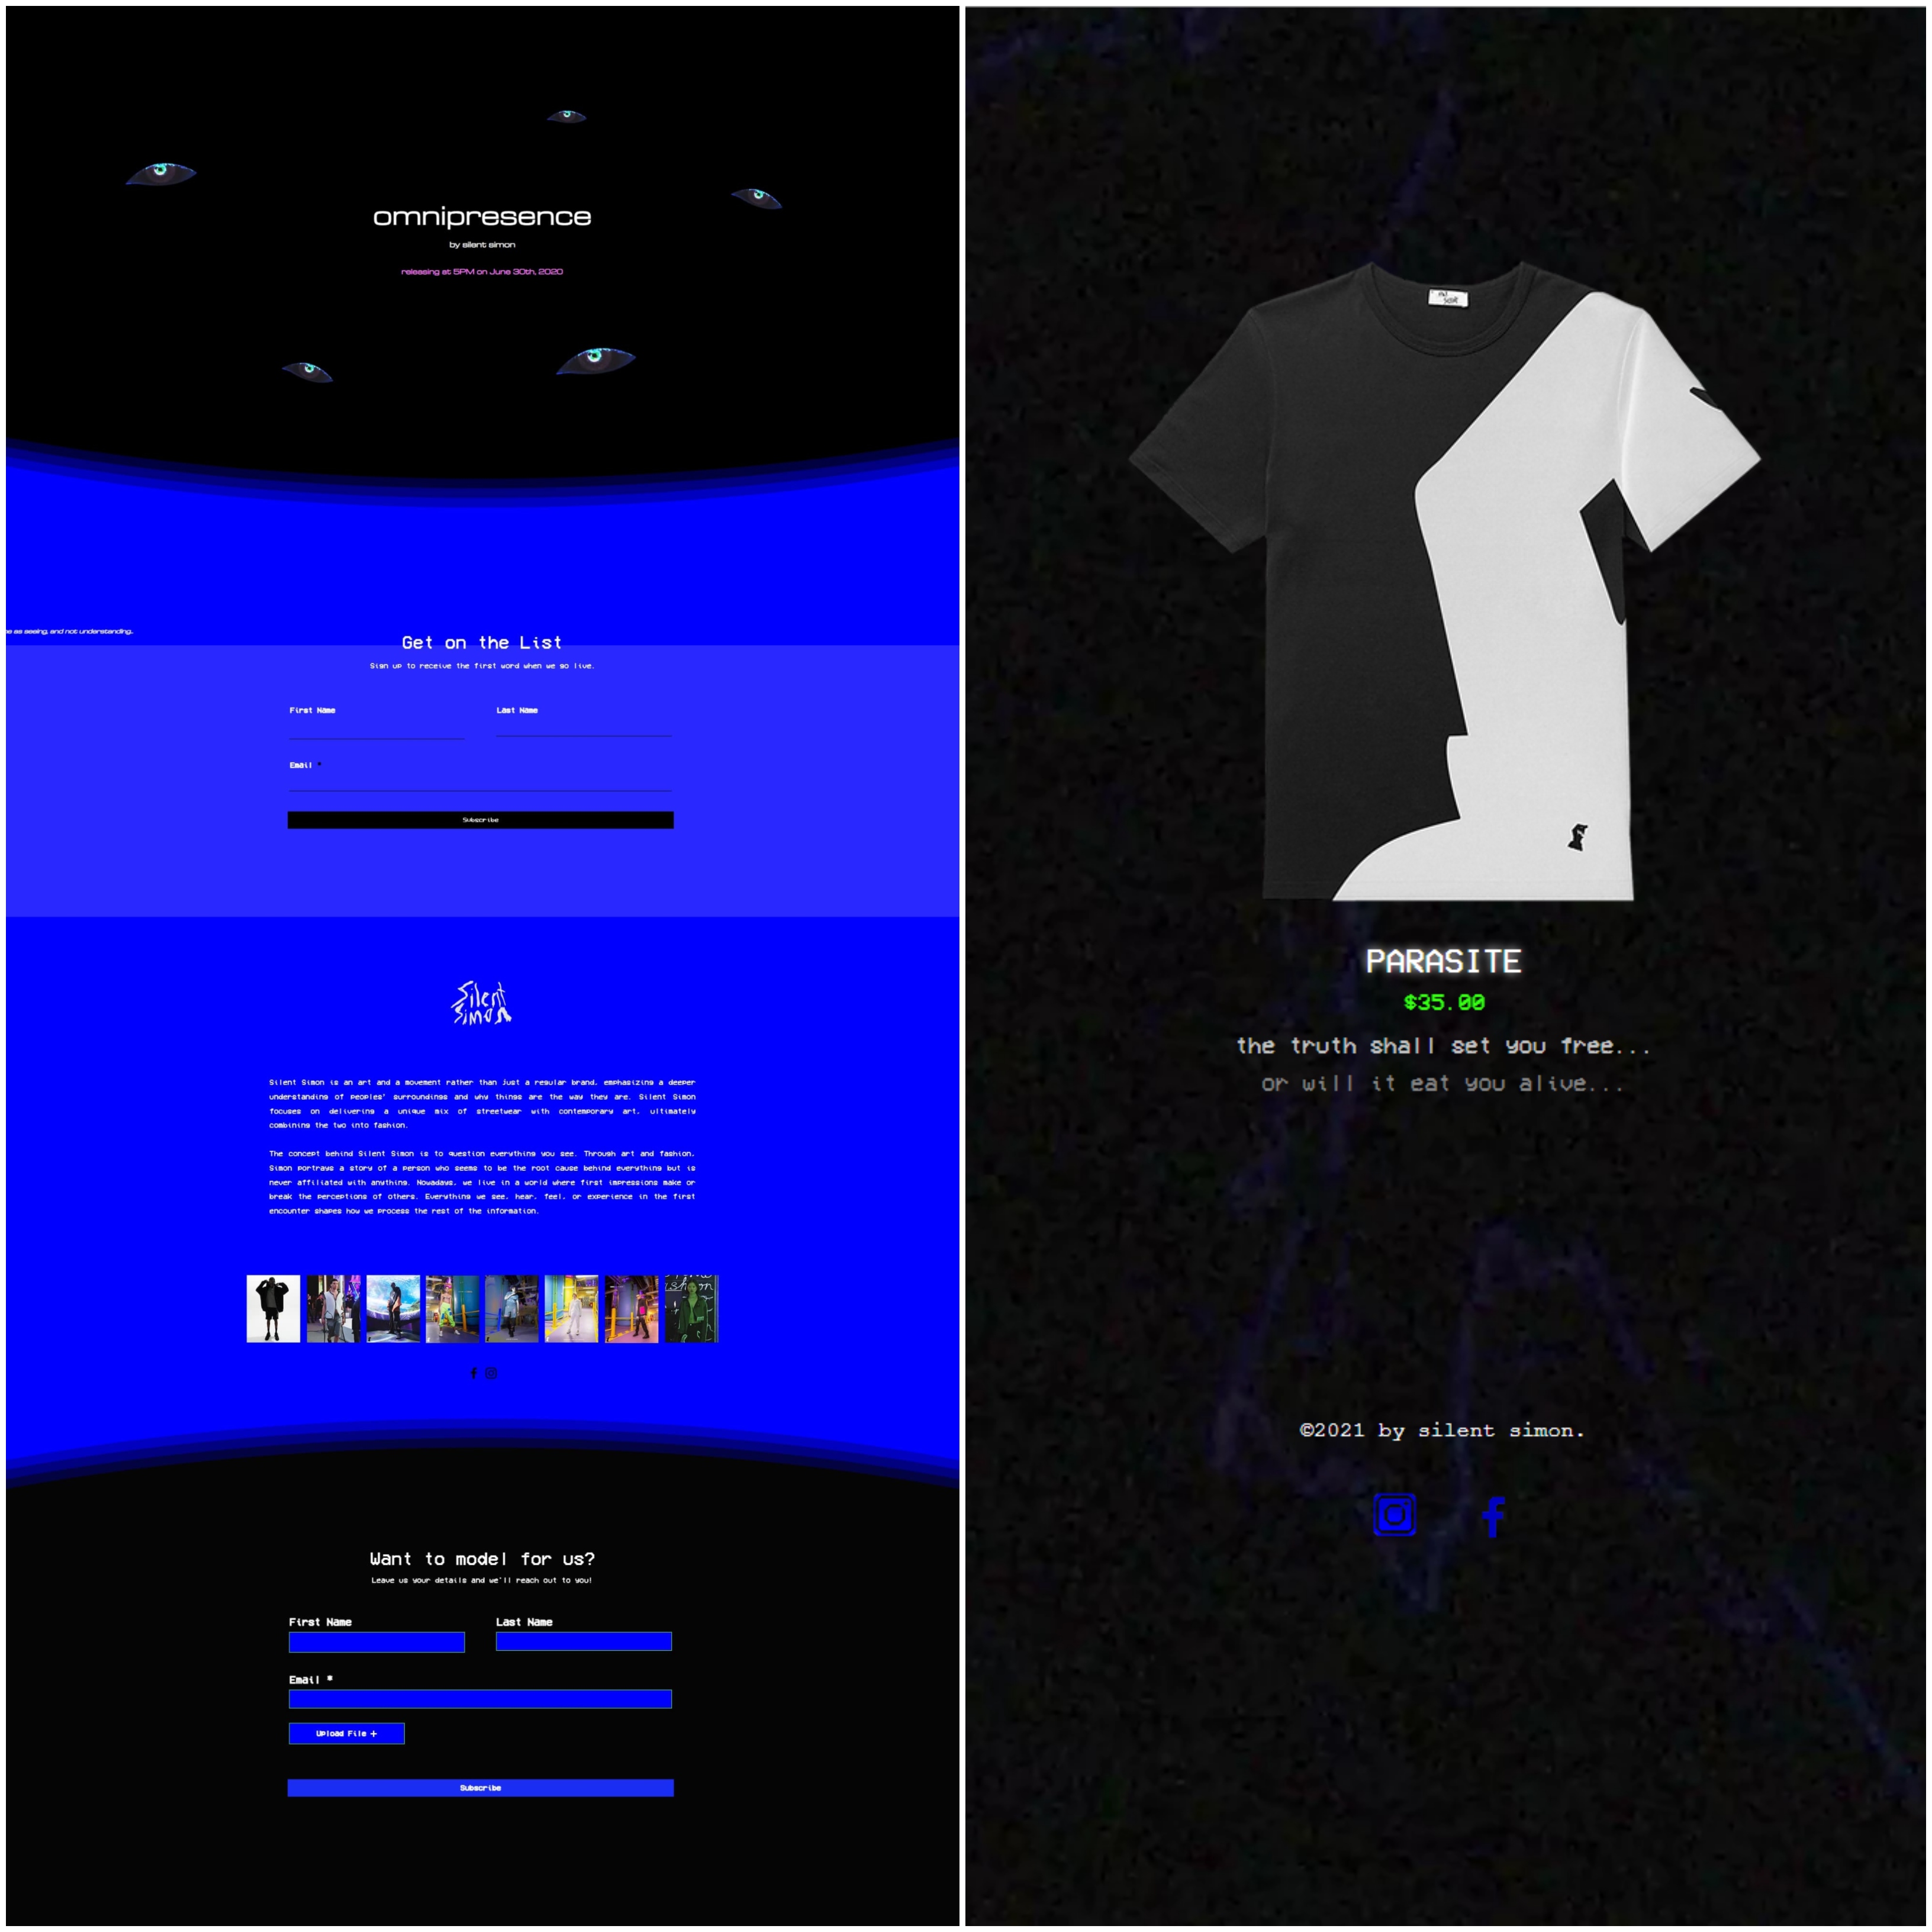 omnipresence
by silent simon
releasing at 5PM on June 30th, 2020
as seeing, and not understanding..
Get on the List
Sign up to receive the first word when we go live.
First Name
Last Name
Email *
Subscribe
Silent
Simon
Silent Simon is an art and a movement rather than just a regular brand, emphasizing a deeper
understanding of peoples' surroundings and why things are the way they are. Silent Simon
focuses on delivering a unique mix of streetwear with contemporary art, ultimately
combining the two into fashion.
The concept behind Silent Simon is to question everything you see. Through art and fashion,
Simon portrays a story of a person who seems to be the root cause behind everything but is
never affiliated with anything. Nowadays, we live in a world where first impressions make or
break the perceptions of others. Everything we see, hear, feel, or experience in the first
encounter shapes how we process the rest of the information.
Want to model for us?
Leave us your details and we'll reach out to you!
First Name
Last Name
Email *
Upload File +
Subscribe
PARASITE
$35.00
the truth shall set you free...
or will it eat you alive...
©2021 by silent simon.